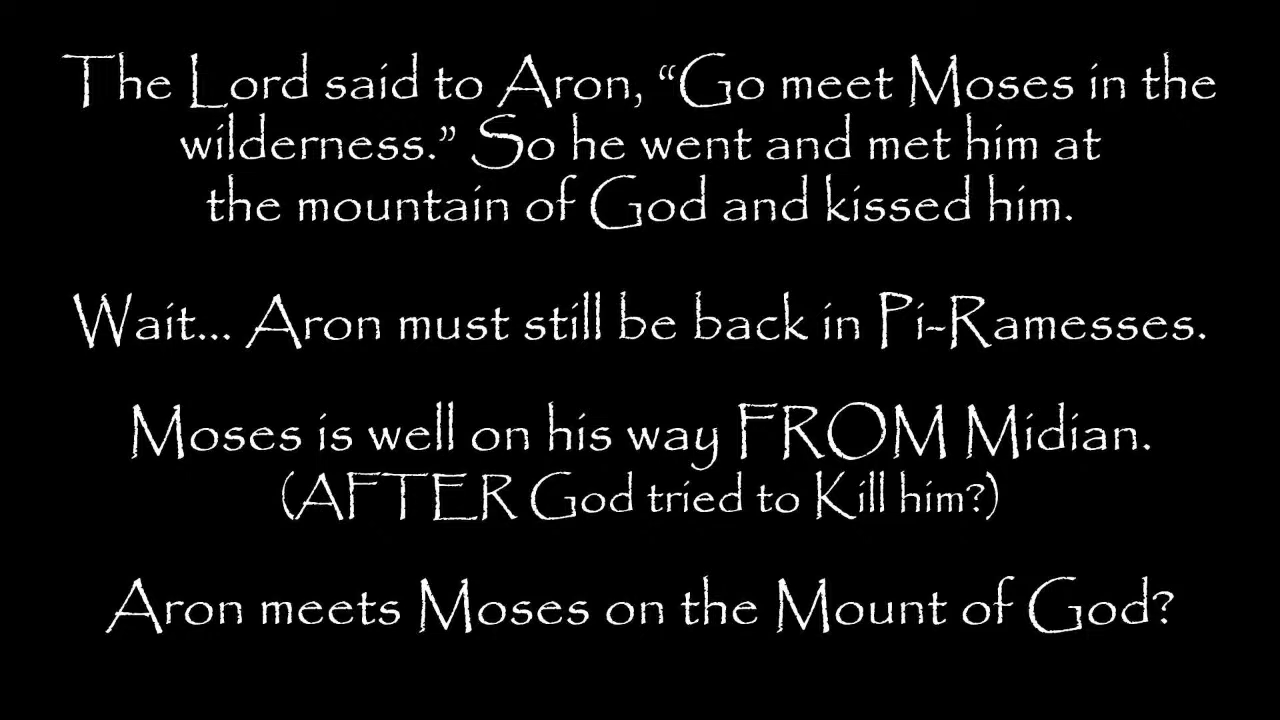 The Lord said to Aron, “Go meet Moses in the
wilderness.” So he went and met him at
the mountain of God and kissed him.
Wait... Aron must still be back in Pi-Ramesses.
Moses is well on his way FROM Midian.
(AFTER God tried to Kill him?)
Aron meets Moses on the Mount of God?